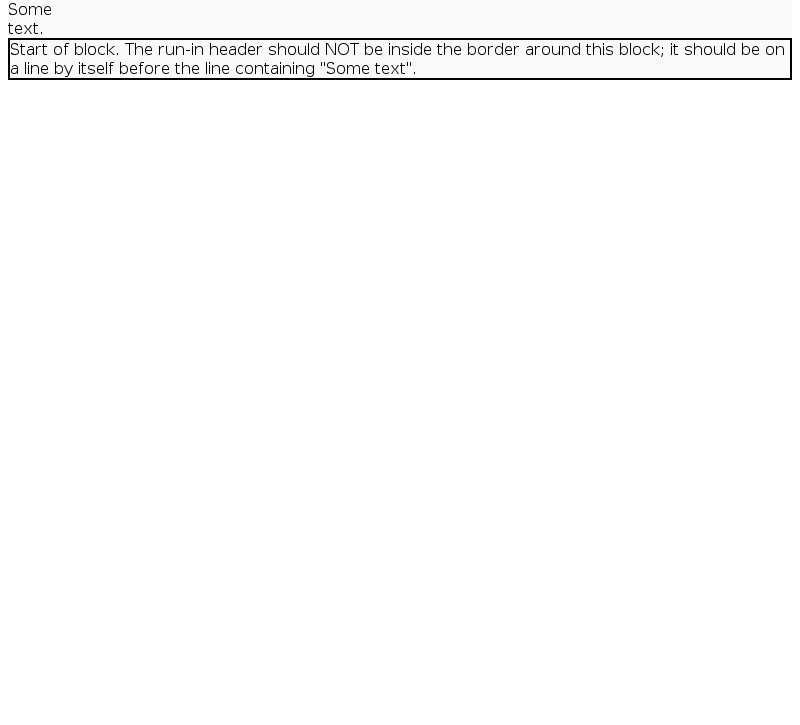 Some
text.
Start of block. The run-in header should NOT be inside the border around this block; it should be on
a line by itself before the line containing "Some text".